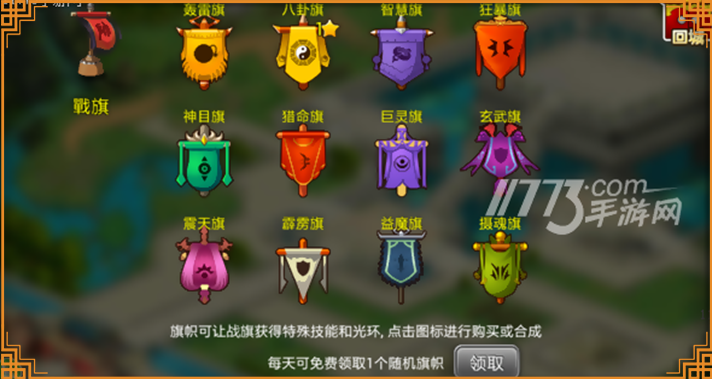 轰雷旗 八卦旗 智慧旗 狂暴旗
1
回城
戰旗
神目旗 猎命旗 巨灵旗 玄武旗
11773.com
手游网
震天旗 霹雳旗 益魔旗 摄魂旗
旗帜可让战旗获得特殊技能和光环, 点击图标进行购买或合成
每天可免费领取1个随机旗帜 领取